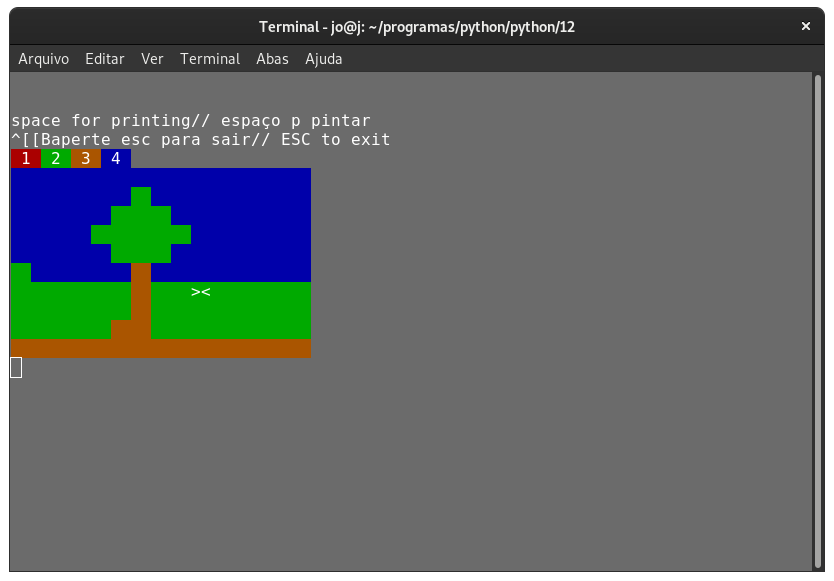 Terminal - jo@j: ~/programas/python/python/12 ×
Arquivo Editar Ver Terminal Abas Ajuda
space for printing// espaço p pintar
^[[Baperte esc para sair// ESC to exit
1 2 3 4
><